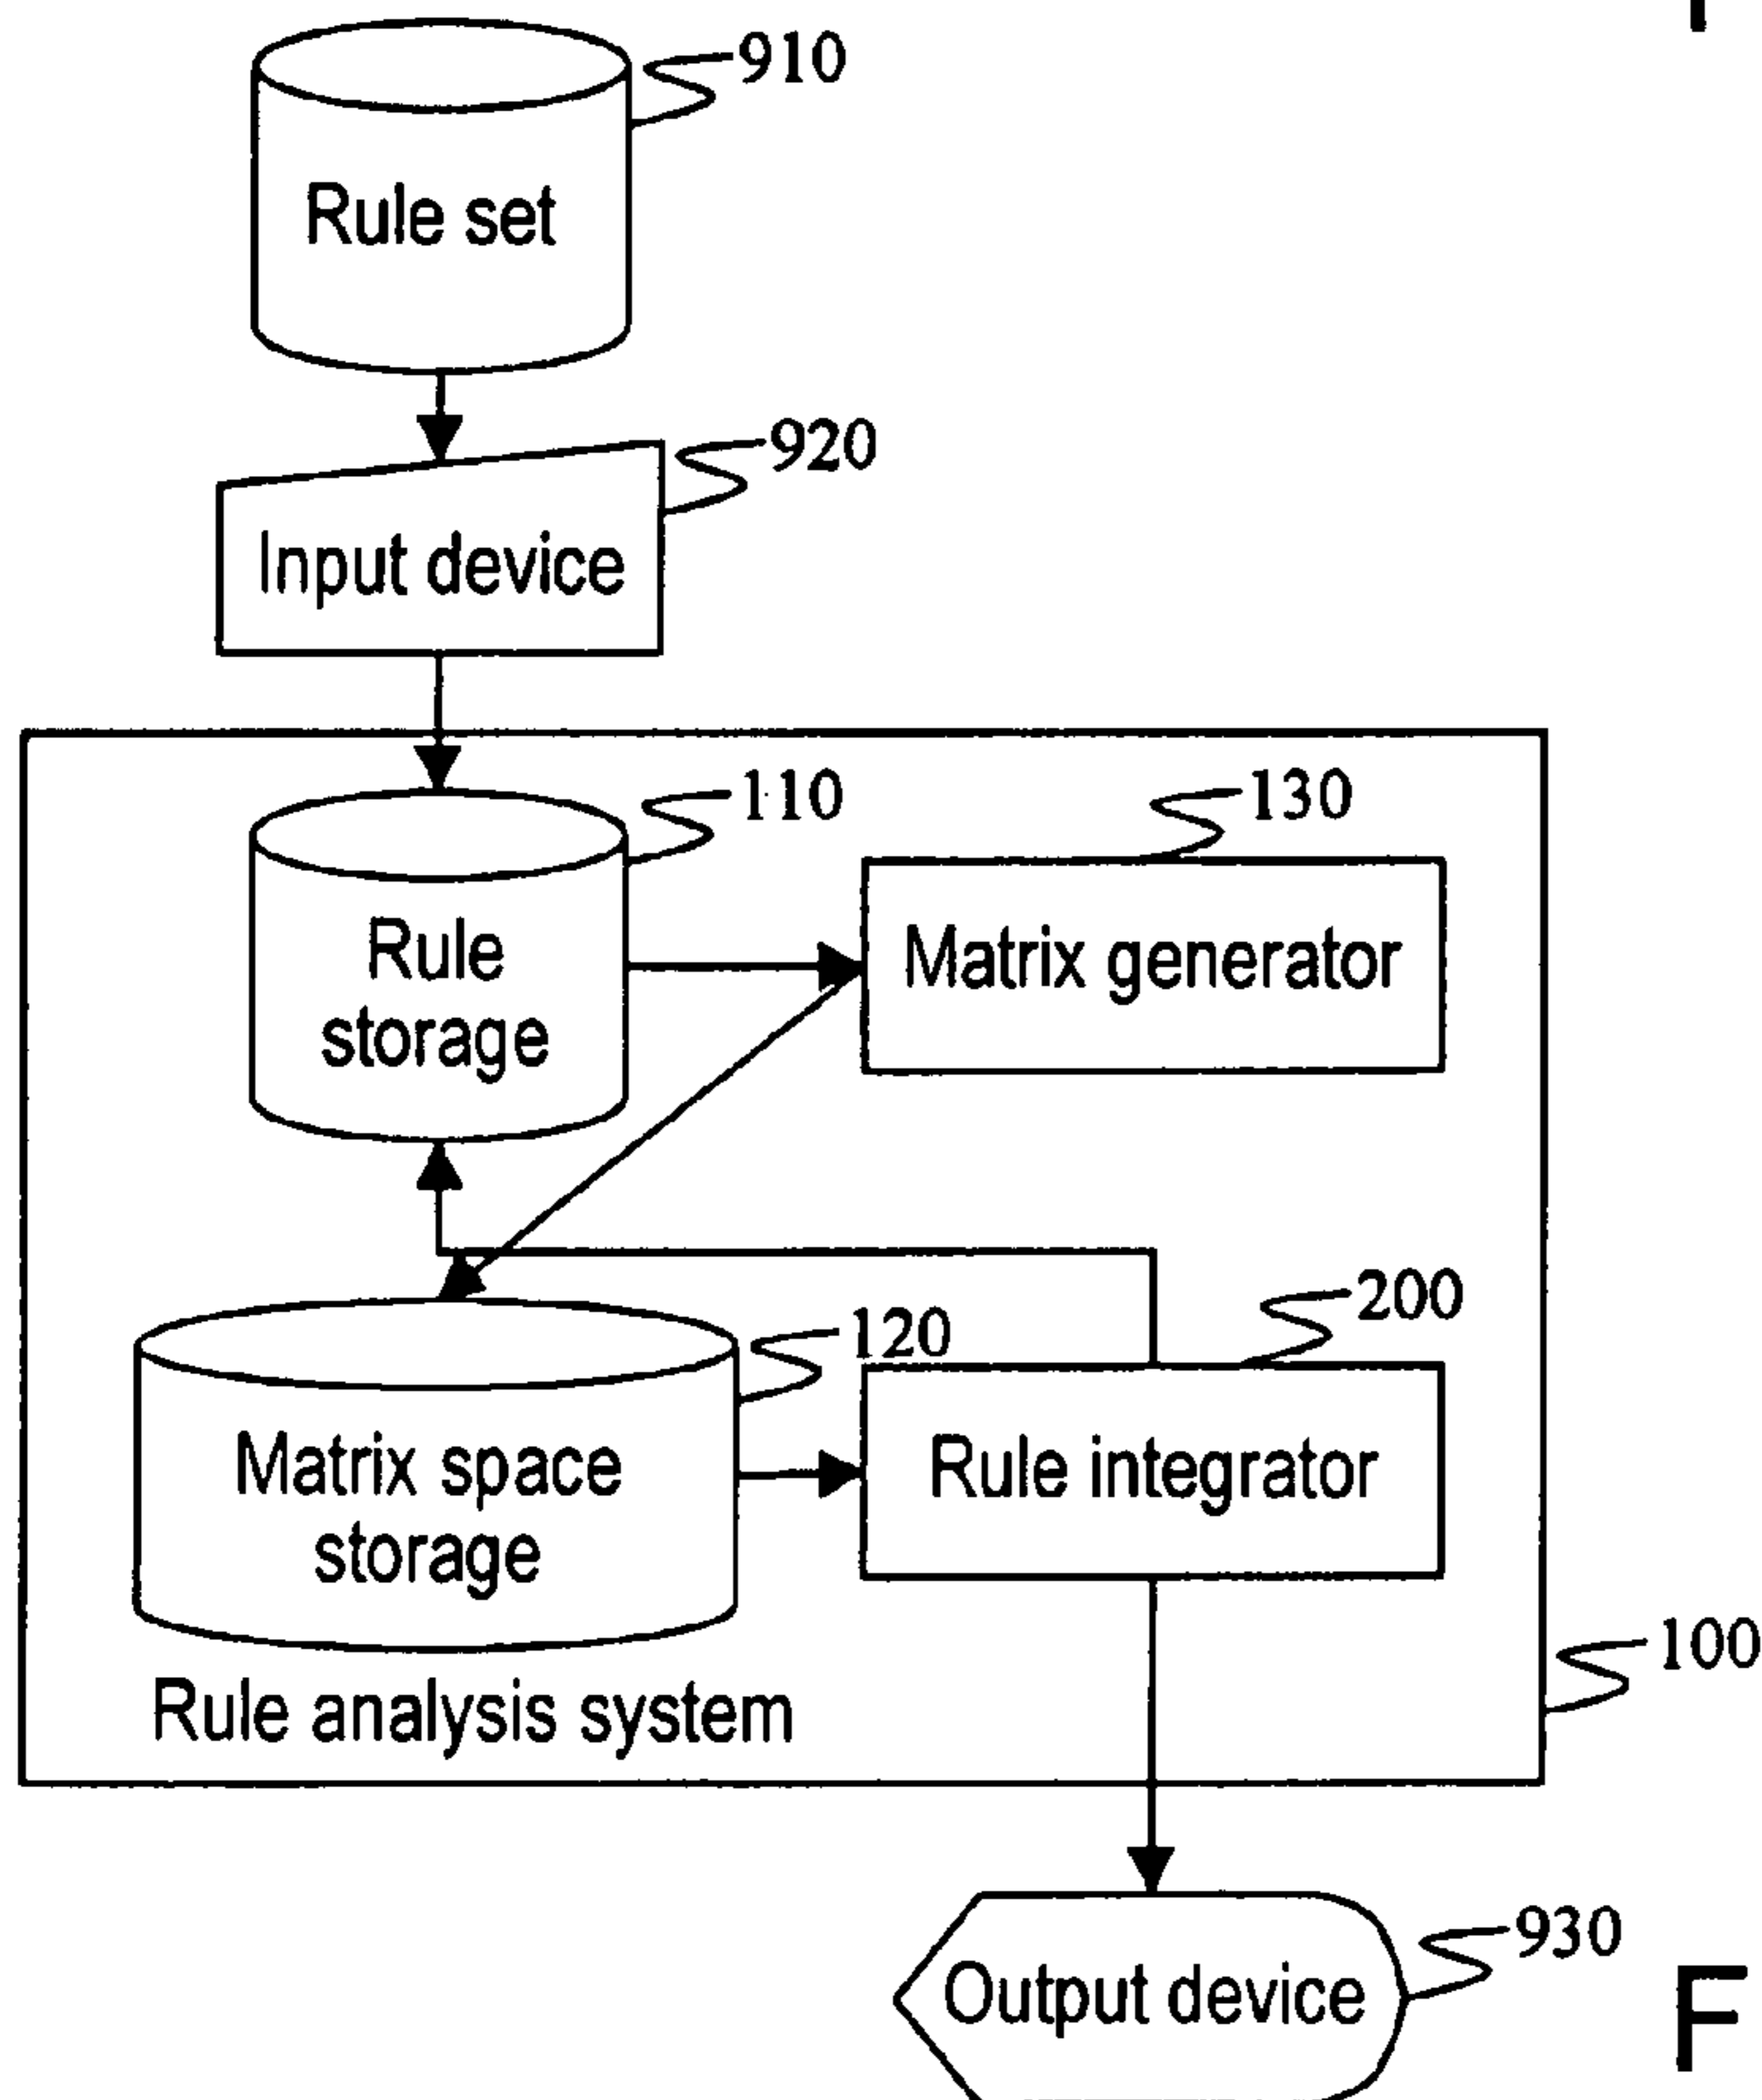 910
Rule set
920
Input device
110
130
Rule
storage
Matrix generator
200
120
Matrix space
storage
Rule integrator
100
Rule analysis system
930
Output device
F